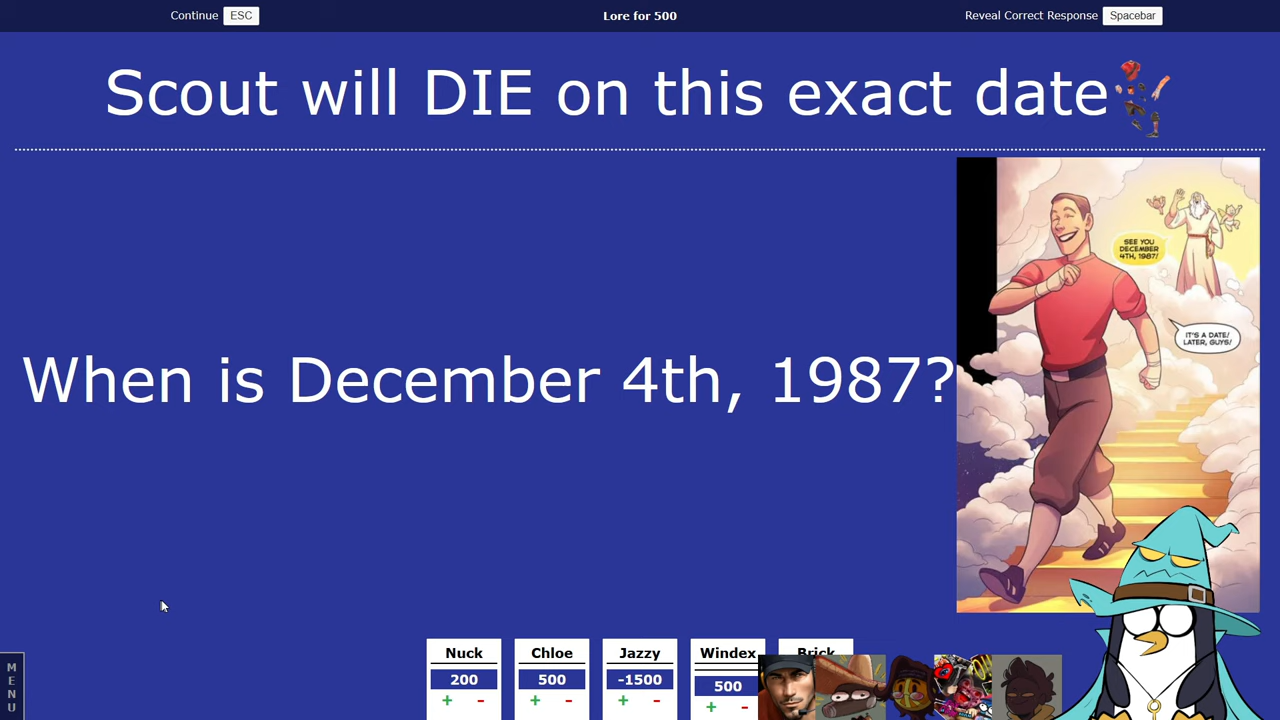 Continue ESC
Lore for 500
Reveal Correct Response Spacebar
Scout will DIE on this exact date
When is December 4th, 1987?
SEE YOU
DECEMBER
4TH, 1987!
IT'S A DATE!
LATER, GUYS!
MENU
Nuck
200
+ -
Chloe
500
+ -
Jazzy
-1500
+ -
Windex
500
+ -
Brick